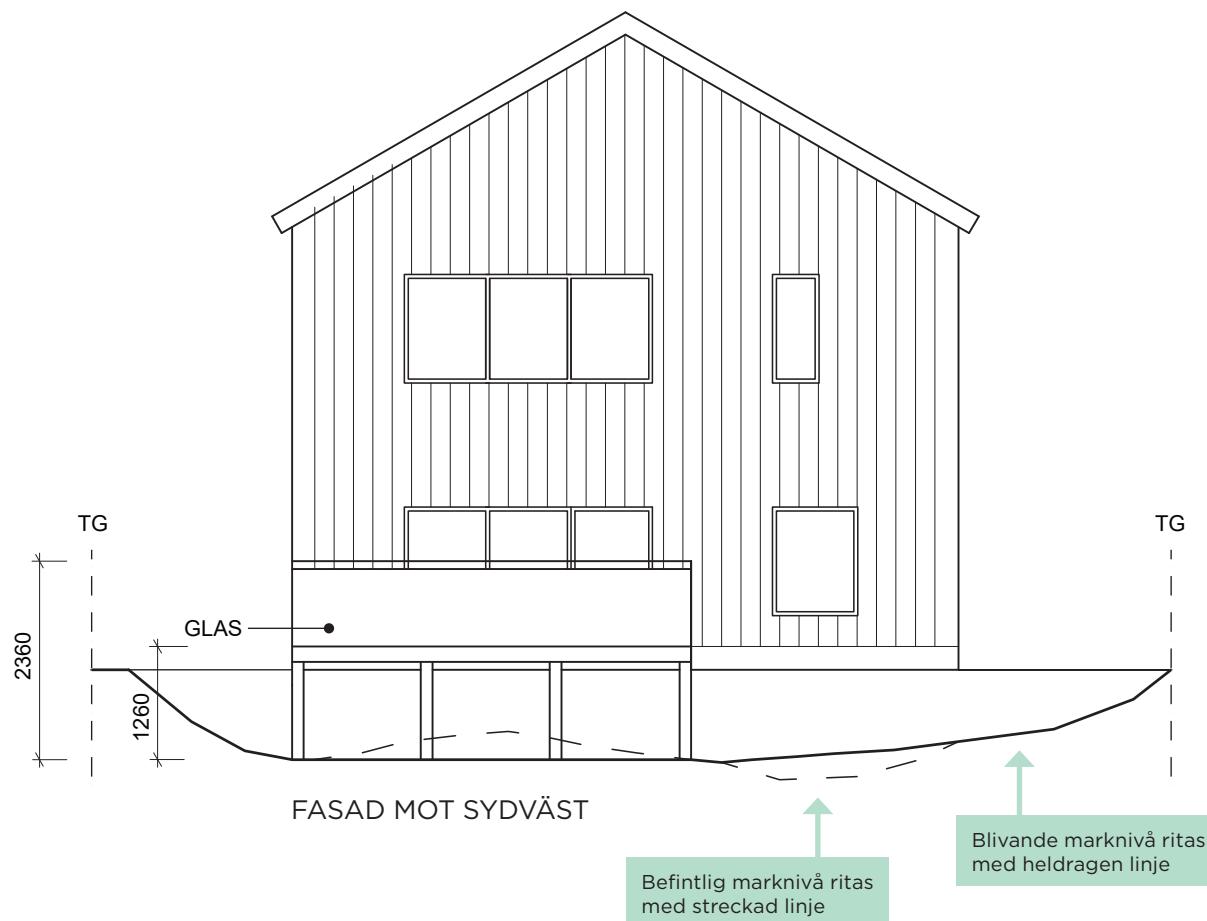 TG
TG
2360
GLAS
1260
FASAD MOT SYDVÄST
Blivande marknivå ritas
med heldragen linje
Befintlig marknivå ritas
med streckad linje